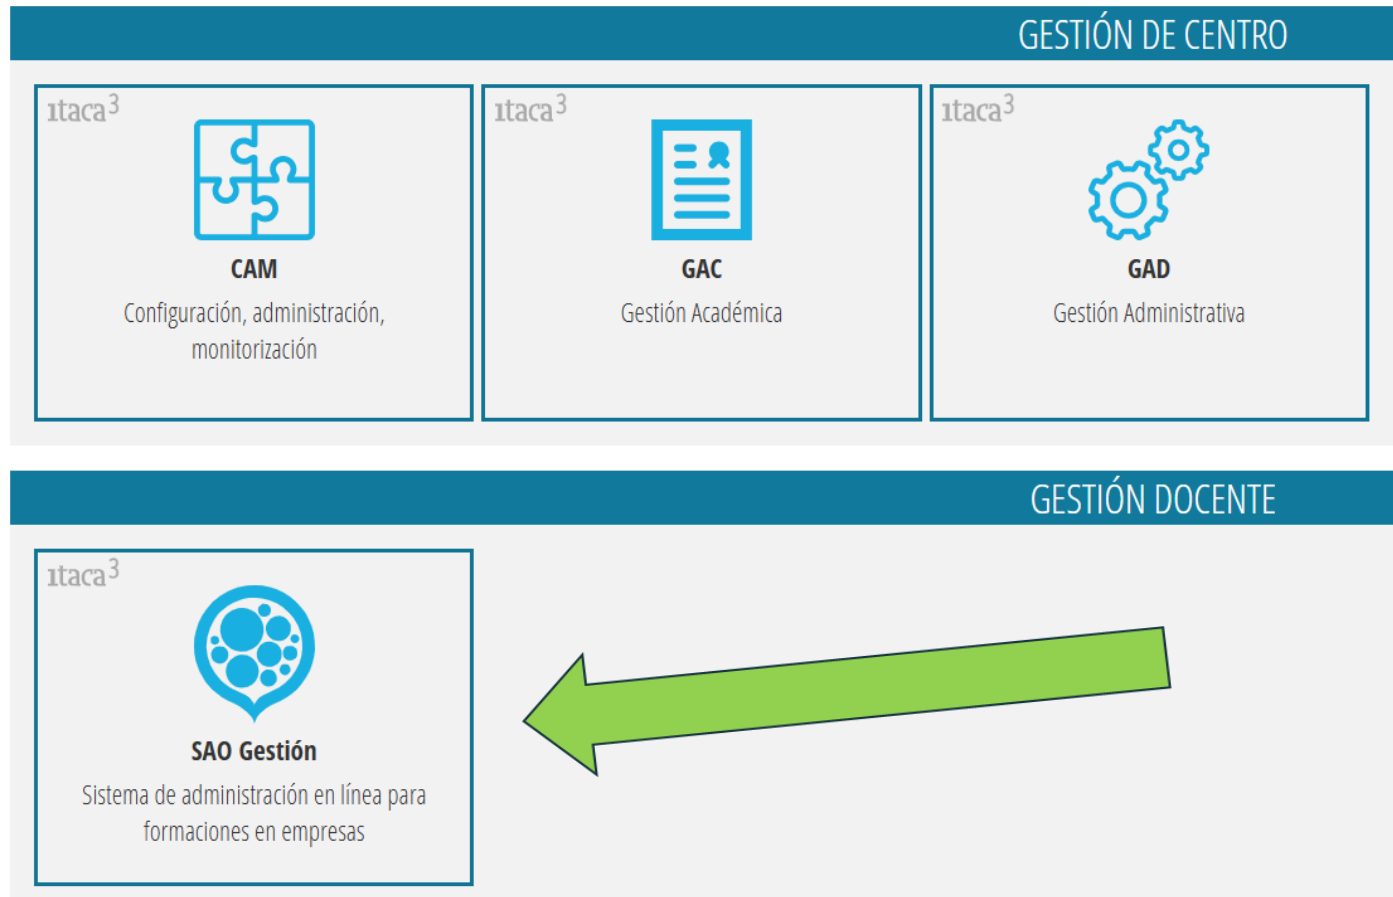 GESTIÓN DE CENTRO
ıtaca³
CAM
Configuración, administración,
monitorización
ıtaca³
GAC
Gestión Académica
ıtaca³
GAD
Gestión Administrativa
GESTIÓN DOCENTE
ıtaca³
SAO Gestión
Sistema de administración en línea para
formaciones en empresas